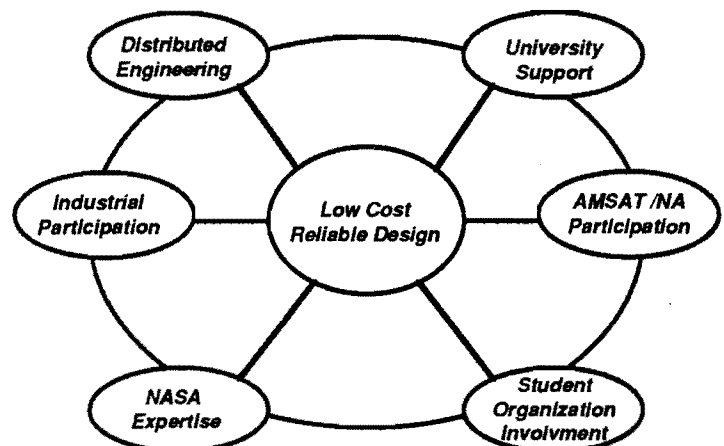 Distributed
Engineering
University
Support
Industrial
Participation
Low Cost
Reliable Design
AMSAT /NA
Participation
NASA
Expertise
Student
Organization
Involvment